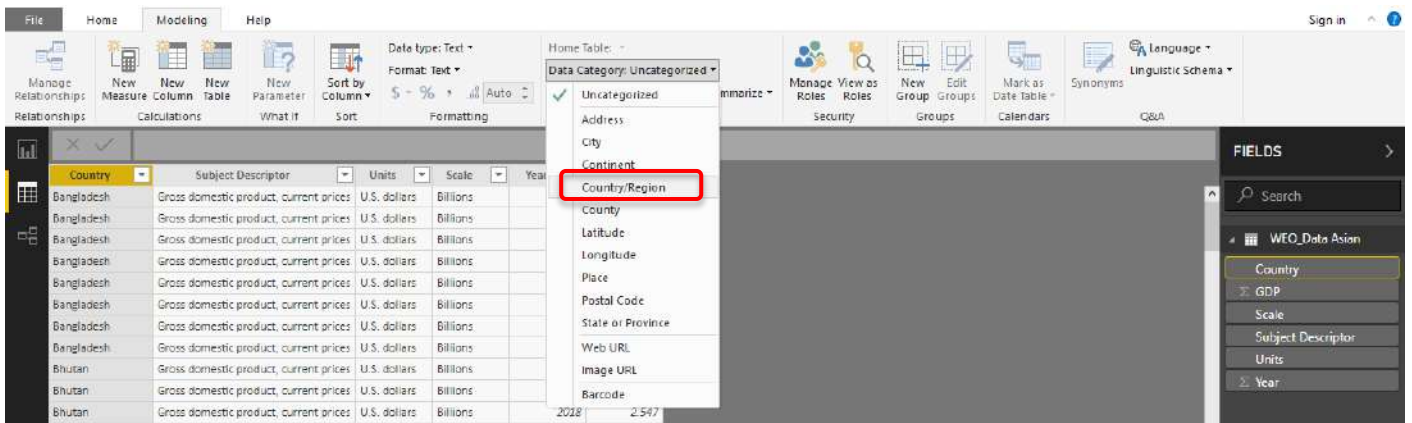 File Home Modeling Help Sign in
Manage Relationships
New Measure
New Column
New Table
New Parameter
Sort by Column
Data type: Text
Format: Text
$ - % , Auto
Home Table:
Data Category: Uncategorized
mmarize
Manage Roles
View as Roles
New Group
Edit Groups
Mark as Date Table
Synonyms
Language
Linguistic Schema
Relationships Calculations What If Sort Formatting Security Groups Calendars Q&A
Uncategorized
Address
City
Continent
Country/Region
County
Latitude
Longitude
Place
Postal Code
State or Province
Web URL
Image URL
Barcode
Country Subject Descriptor Units Scale Year
Bangladesh Gross domestic product, current prices U.S. dollars Billions
Bangladesh Gross domestic product, current prices U.S. dollars Billions
Bangladesh Gross domestic product, current prices U.S. dollars Billions
Bangladesh Gross domestic product, current prices U.S. dollars Billions
Bangladesh Gross domestic product, current prices U.S. dollars Billions
Bangladesh Gross domestic product, current prices U.S. dollars Billions
Bangladesh Gross domestic product, current prices U.S. dollars Billions
Bangladesh Gross domestic product, current prices U.S. dollars Billions
Bhutan Gross domestic product, current prices U.S. dollars Billions
Bhutan Gross domestic product, current prices U.S. dollars Billions
Bhutan Gross domestic product, current prices U.S. dollars Billions 2018 2.547
FIELDS
Search
WEO_Data Asian
Country
Σ GDP
Scale
Subject Descriptor
Units
Σ Year